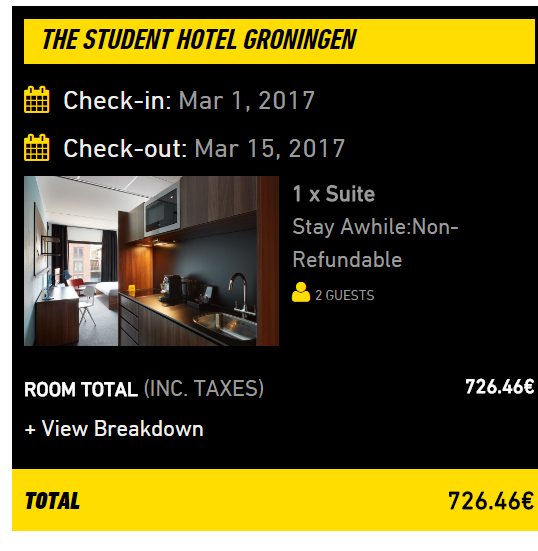 THE STUDENT HOTEL GRONINGEN
Check-in: Mar 1, 2017
Check-out: Mar 15, 2017
1 x Suite
Stay Awhile:Non-
Refundable
2 GUESTS
ROOM TOTAL (INC. TAXES) 726.46€
+ View Breakdown
TOTAL 726.46€